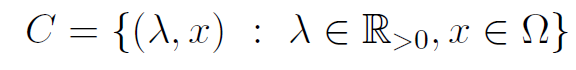 C = {(λ, x) : λ ∈ ℝ>0, x ∈ Ω}